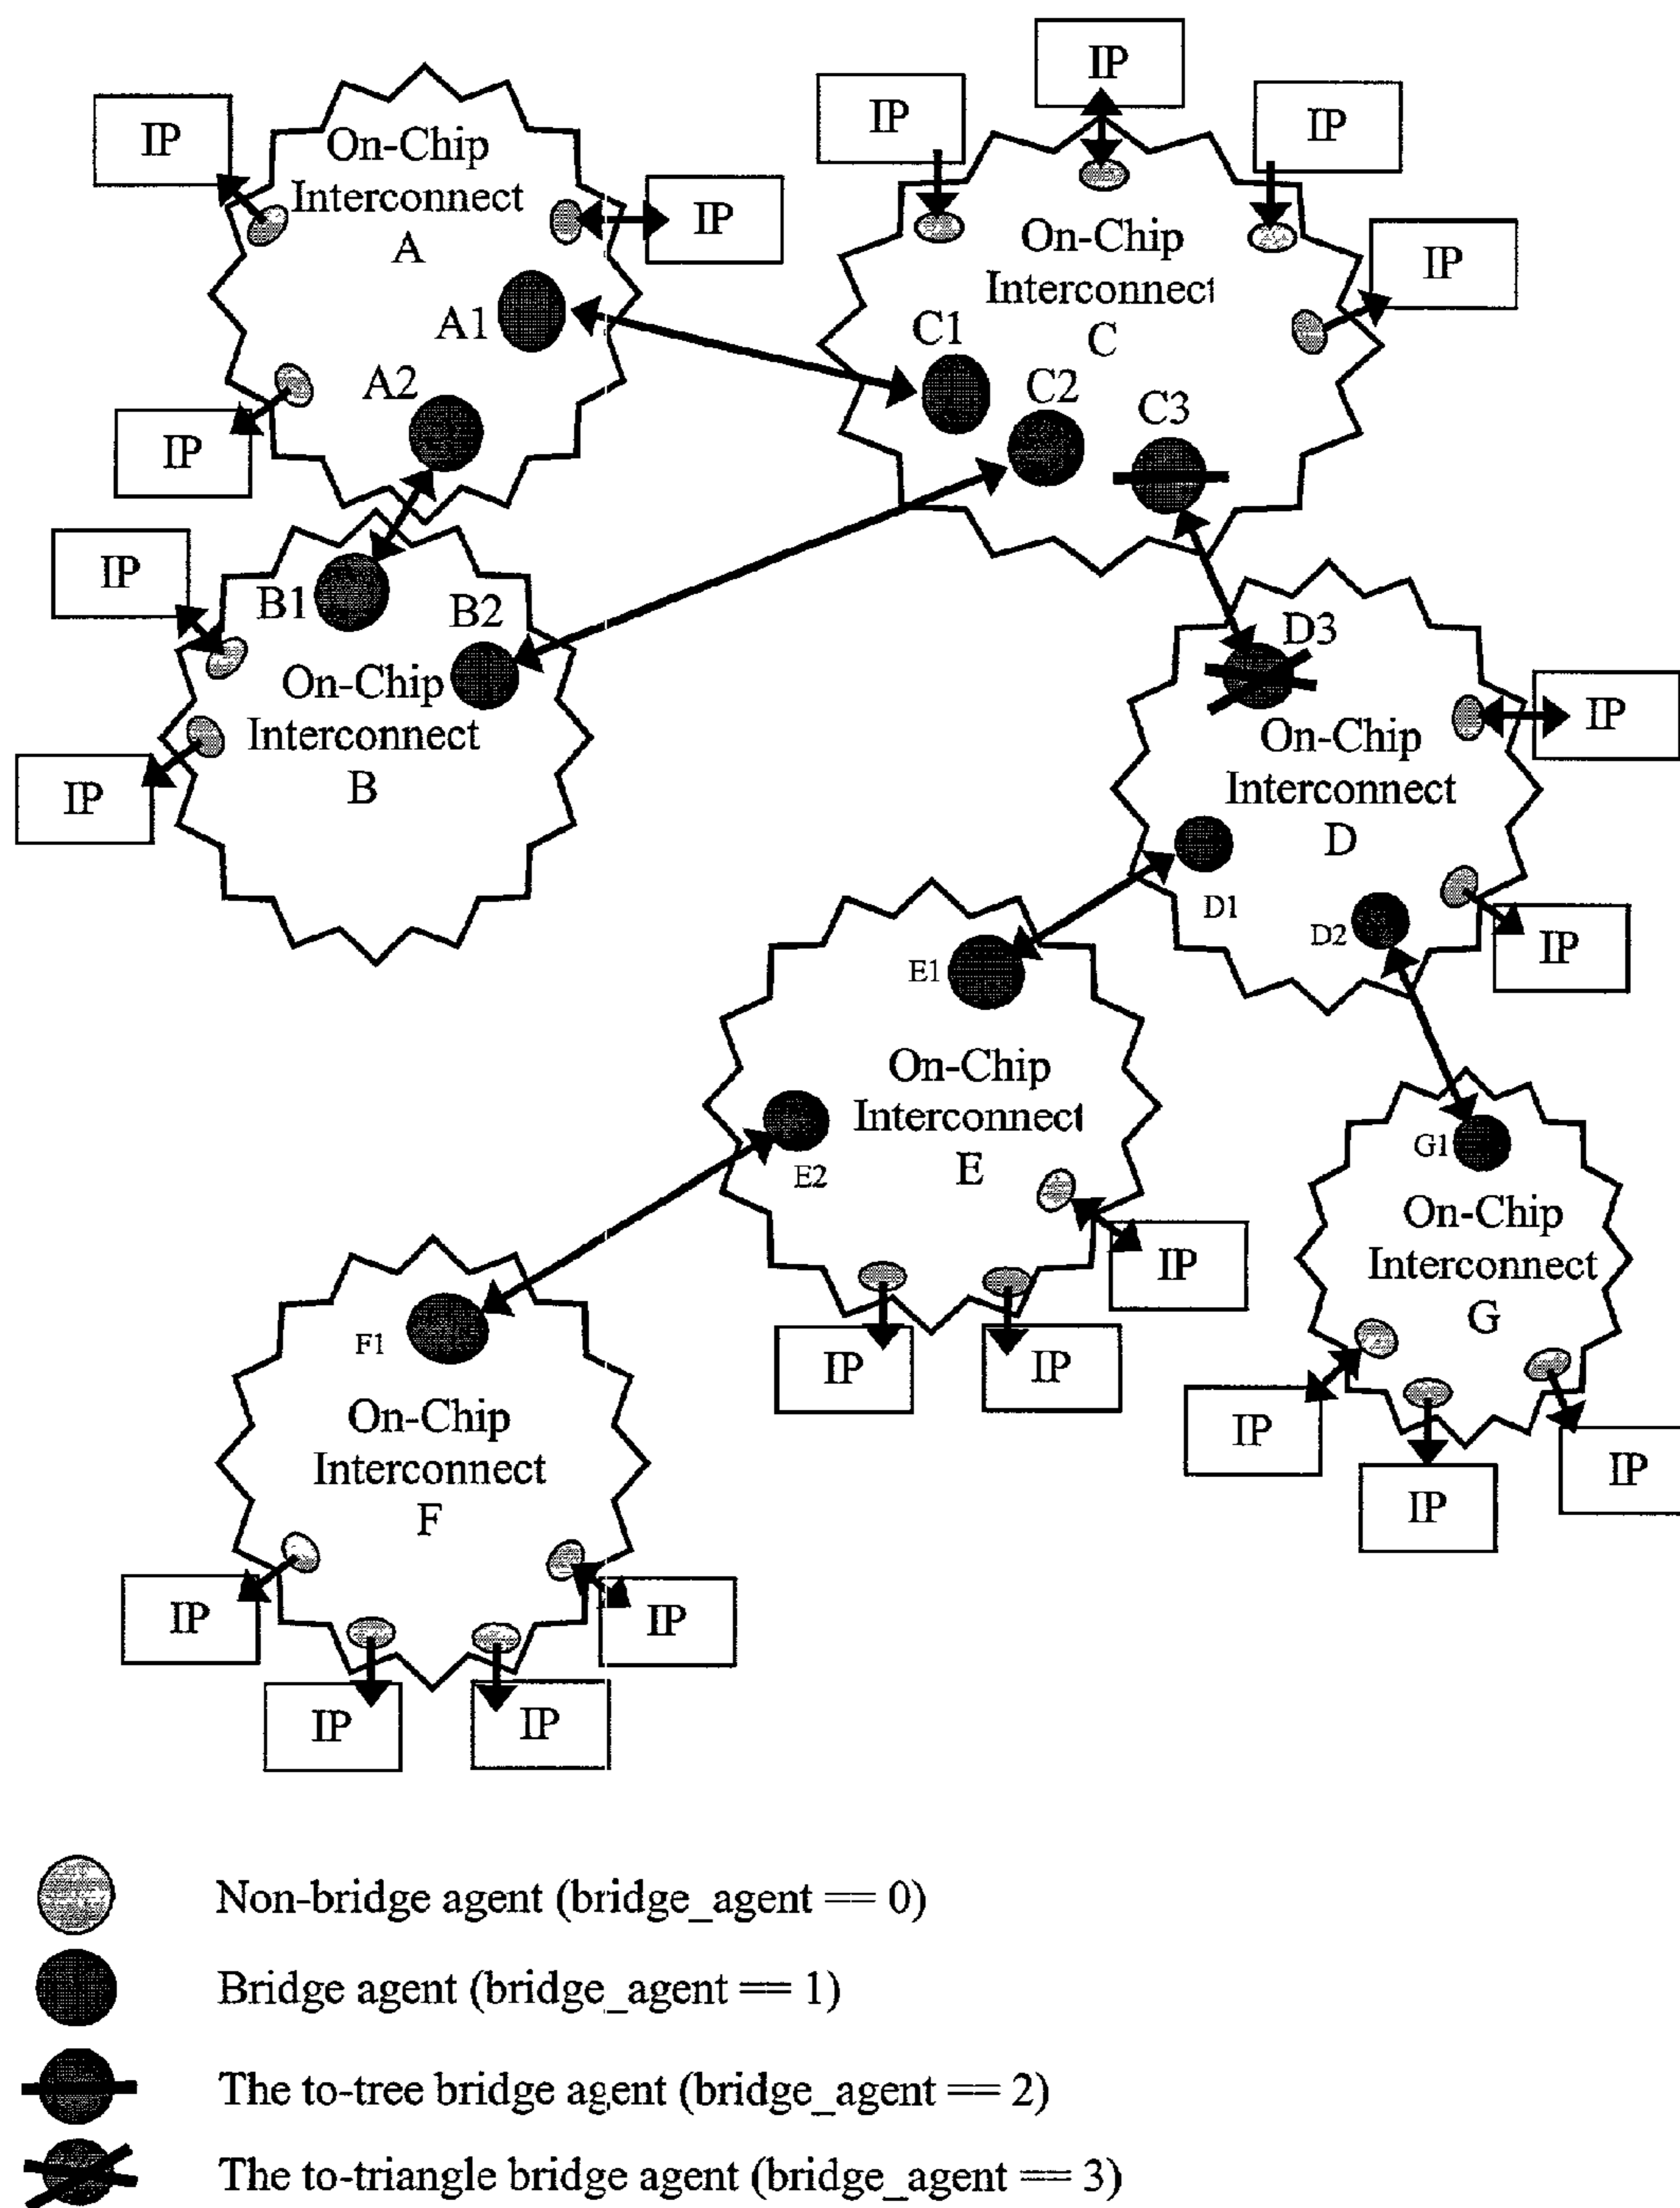 IP
IP
IP
IP
On-Chip
Interconnect
A
IP
On-Chip
Interconnect
C
IP
A1
C1
A2
C2
C3
IP
IP
B1
B2
D3
On-Chip
Interconnect
B
IP
On-Chip
Interconnect
D
IP
D1
D2
IP
E1
On-Chip
Interconnect
E
E2
G1
On-Chip
Interconnect
G
IP
F1
IP
IP
On-Chip
Interconnect
F
IP
IP
IP
IP
IP
IP
IP
Non-bridge agent (bridge_agent == 0)
Bridge agent (bridge_agent == 1)
The to-tree bridge agent (bridge_agent == 2)
The to-triangle bridge agent (bridge_agent == 3)